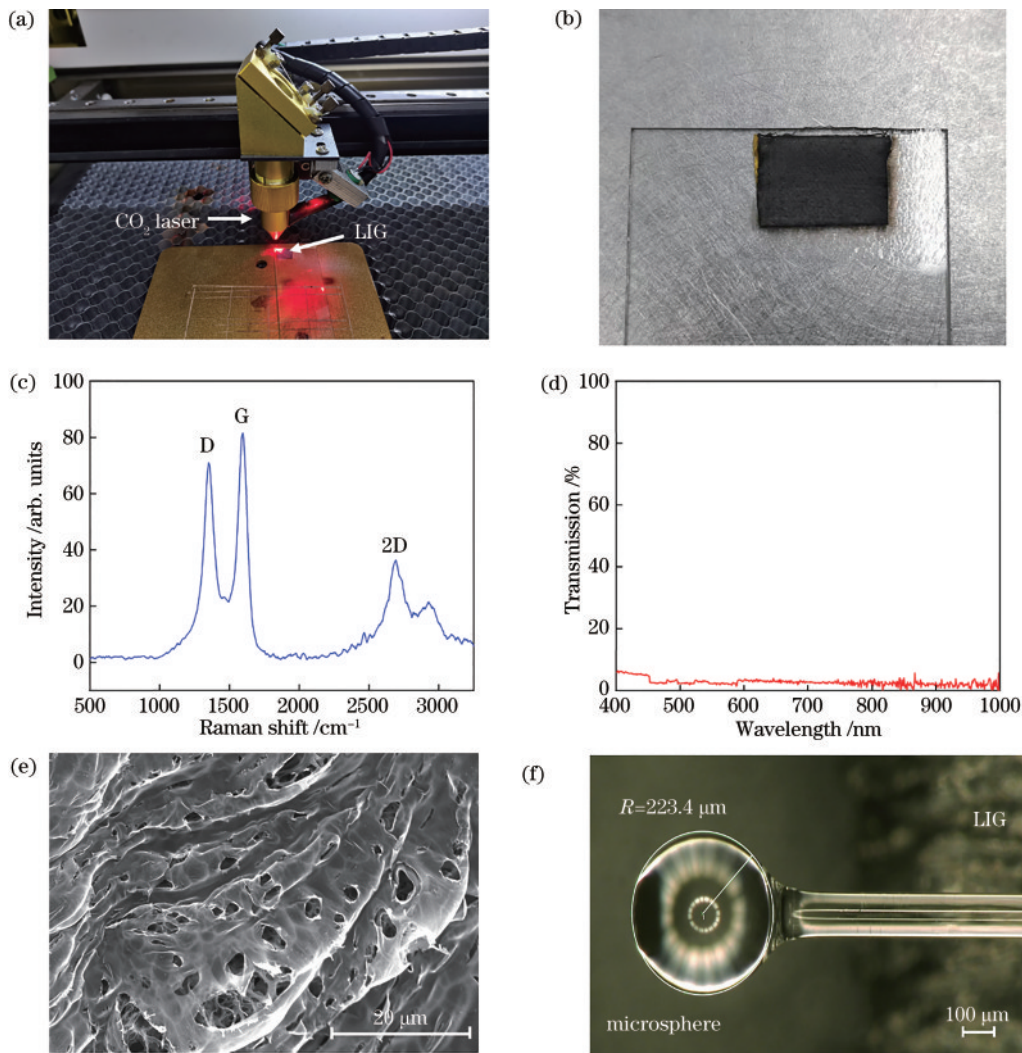 (a)
CO₂ laser
LIG
(b)
(c)
100
80
60
40
20
0
Intensity /arb. units
D
G
2D
500
1000
1500
2000
2500
3000
Raman shift /cm⁻¹
(d)
100
80
60
40
20
0
Transmission /%
400
500
600
700
800
900
1000
Wavelength /nm
(e)
20 μm
(f)
R=223.4 μm
LIG
microsphere
100 μm